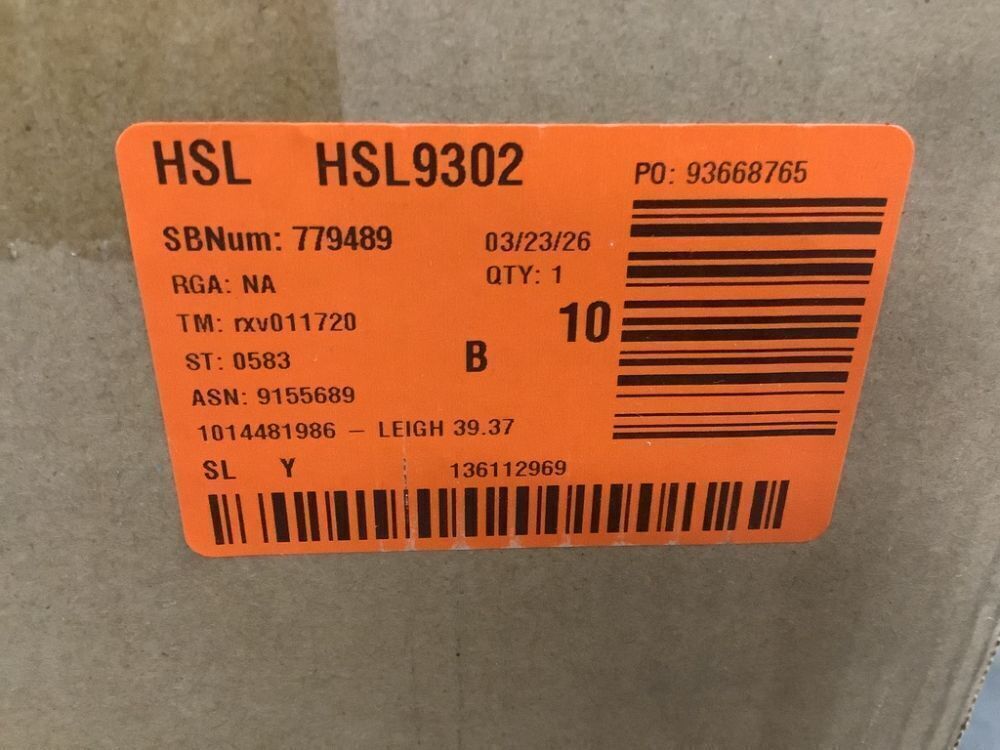 HSL HSL9302
PO: 93668765
SBNum: 779489
03/23/26
RGA: NA
QTY: 1
TM: rxv011720
10
ST: 0583
B
ASN: 9155689
1014481986 – LEIGH 39.37
SL Y
136112969